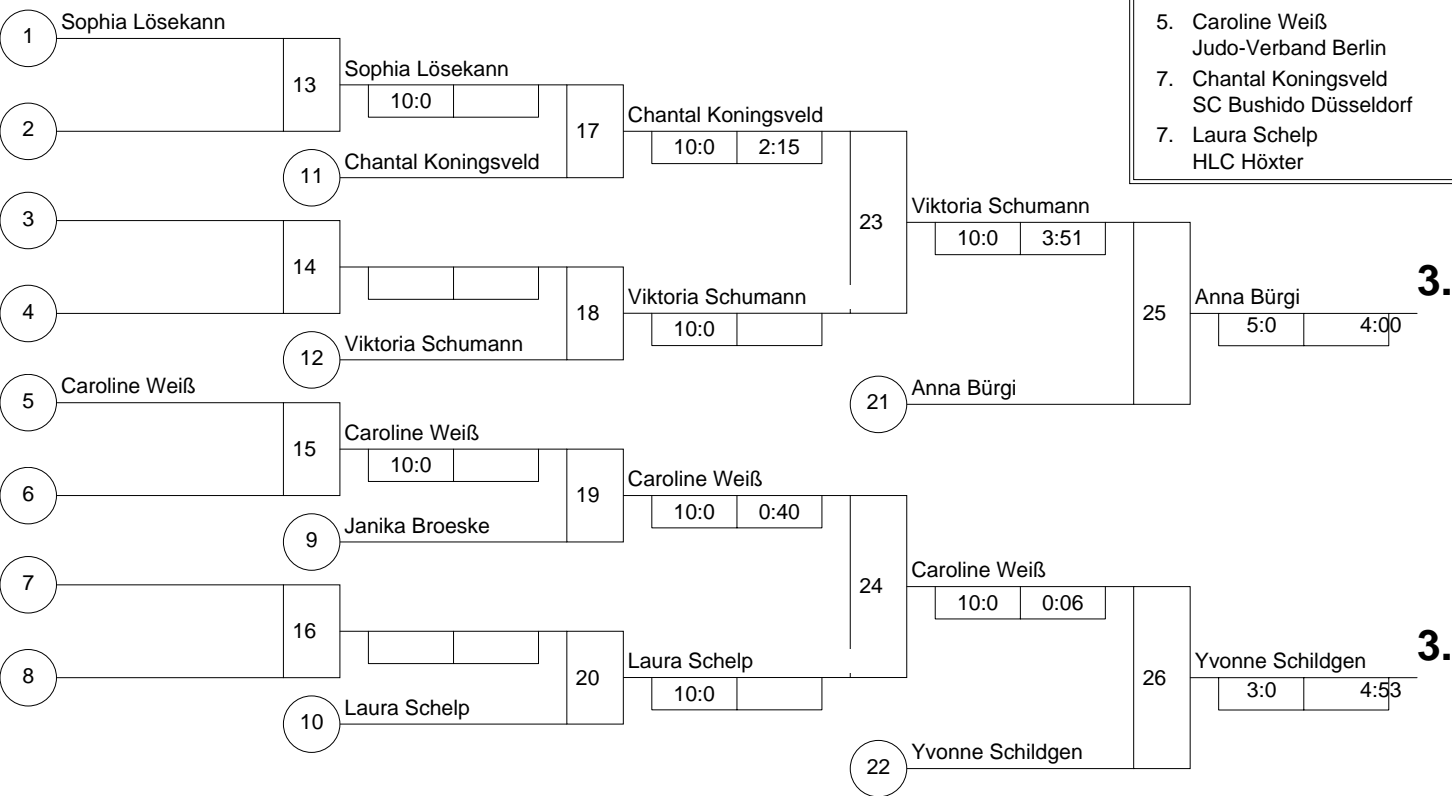 1 Sophia Lösekann
5. Caroline Weiß
Judo-Verband Berlin
13 Sophia Lösekann
7. Chantal Koningsveld
10:0
SC Bushido Düsseldorf
2
17 Chantal Koningsveld
10:0 2:15
7. Laura Schelp
HLC Höxter
11 Chantal Koningsveld
3
23 Viktoria Schumann
10:0 3:51
14
3.
4
18 Viktoria Schumann
10:0
25 Anna Bürgi
5:0 4:00
12 Viktoria Schumann
5 Caroline Weiß
21 Anna Bürgi
15 Caroline Weiß
10:0
6
19 Caroline Weiß
10:0 0:40
9 Janika Broeske
7
24 Caroline Weiß
10:0 0:06
16
3.
8
20 Laura Schelp
10:0
26 Yvonne Schildgen
3:0 4:53
10 Laura Schelp
22 Yvonne Schildgen